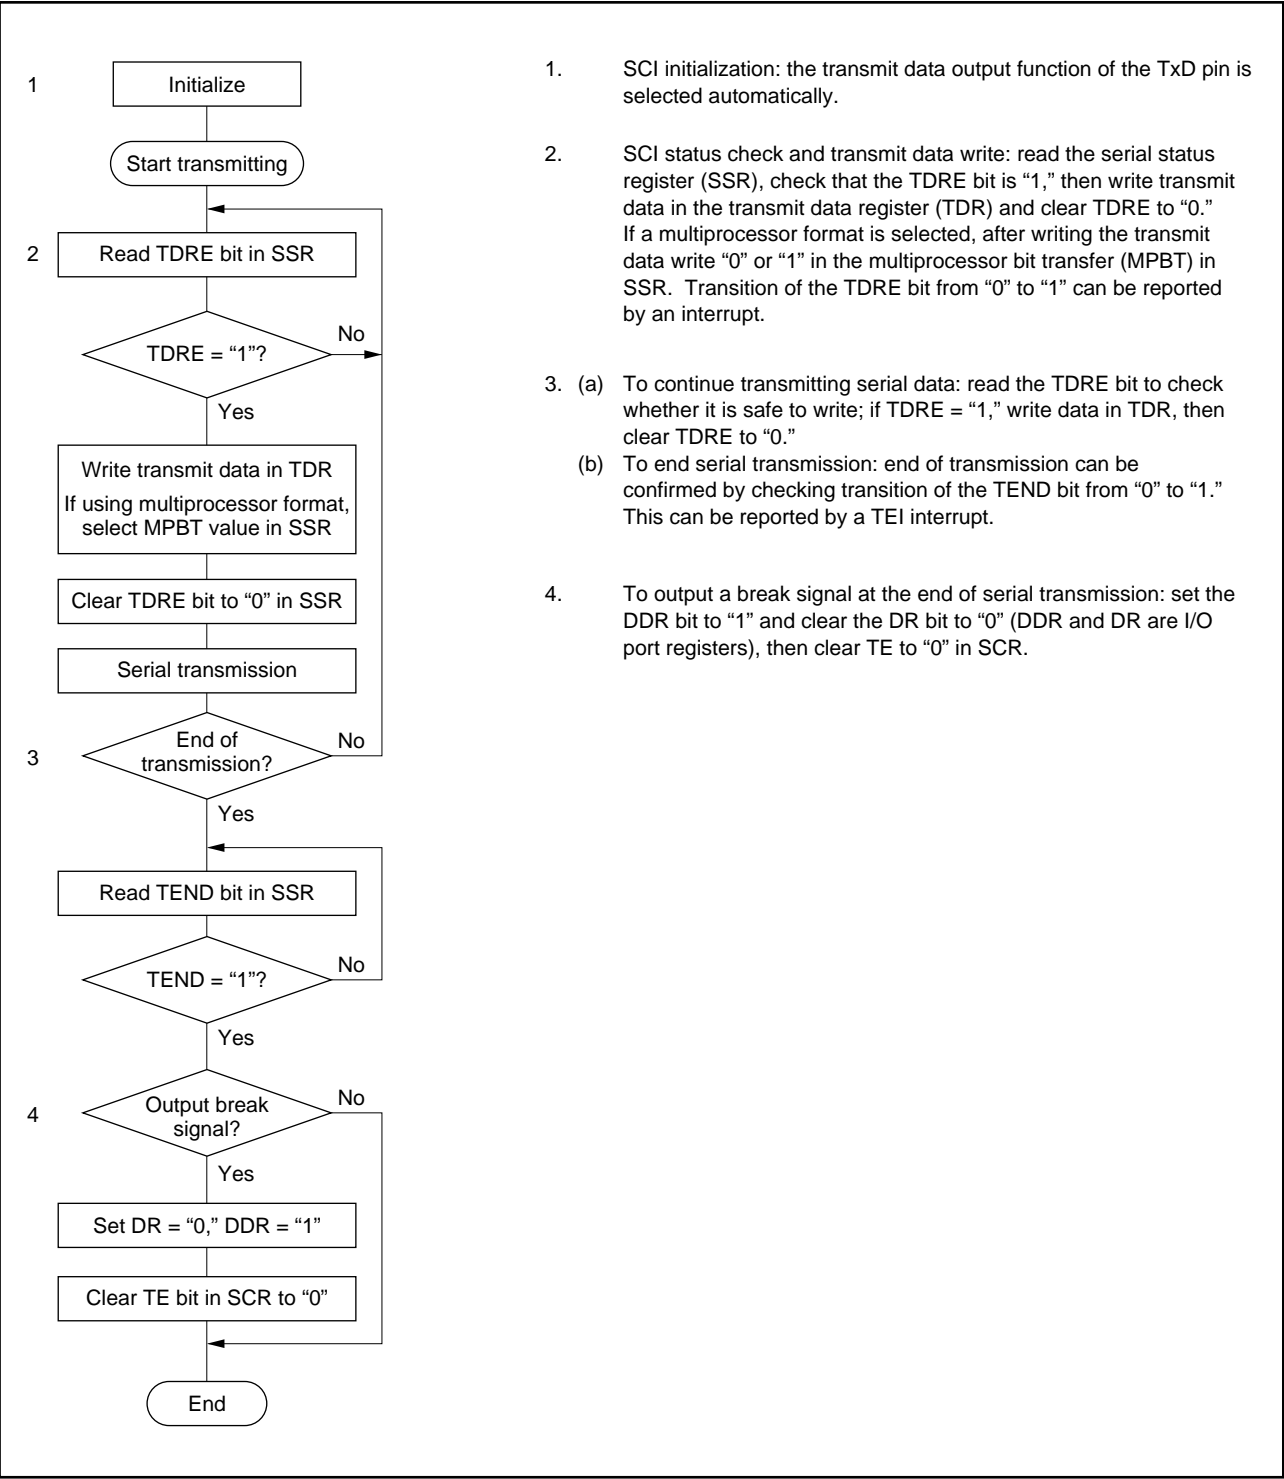 1
Initialize
Start transmitting
2
Read TDRE bit in SSR
TDRE = “1”?
No
Yes
Write transmit data in TDR
If using multiprocessor format,
select MPBT value in SSR
Clear TDRE bit to “0” in SSR
Serial transmission
3
End of
transmission?
No
Yes
Read TEND bit in SSR
TEND = “1”?
No
Yes
4
Output break
signal?
No
Yes
Set DR = “0,” DDR = “1”
Clear TE bit in SCR to “0”
End
1. SCI initialization: the transmit data output function of the TxD pin is
selected automatically.
2. SCI status check and transmit data write: read the serial status
register (SSR), check that the TDRE bit is “1,” then write transmit
data in the transmit data register (TDR) and clear TDRE to “0.”
If a multiprocessor format is selected, after writing the transmit
data write “0” or “1” in the multiprocessor bit transfer (MPBT) in
SSR.  Transition of the TDRE bit from “0” to “1” can be reported
by an interrupt.
3. (a) To continue transmitting serial data: read the TDRE bit to check
whether it is safe to write; if TDRE = “1,” write data in TDR, then
clear TDRE to “0.”
(b) To end serial transmission: end of transmission can be
confirmed by checking transition of the TEND bit from “0” to “1.”
This can be reported by a TEI interrupt.
4. To output a break signal at the end of serial transmission: set the
DDR bit to “1” and clear the DR bit to “0” (DDR and DR are I/O
port registers), then clear TE to “0” in SCR.